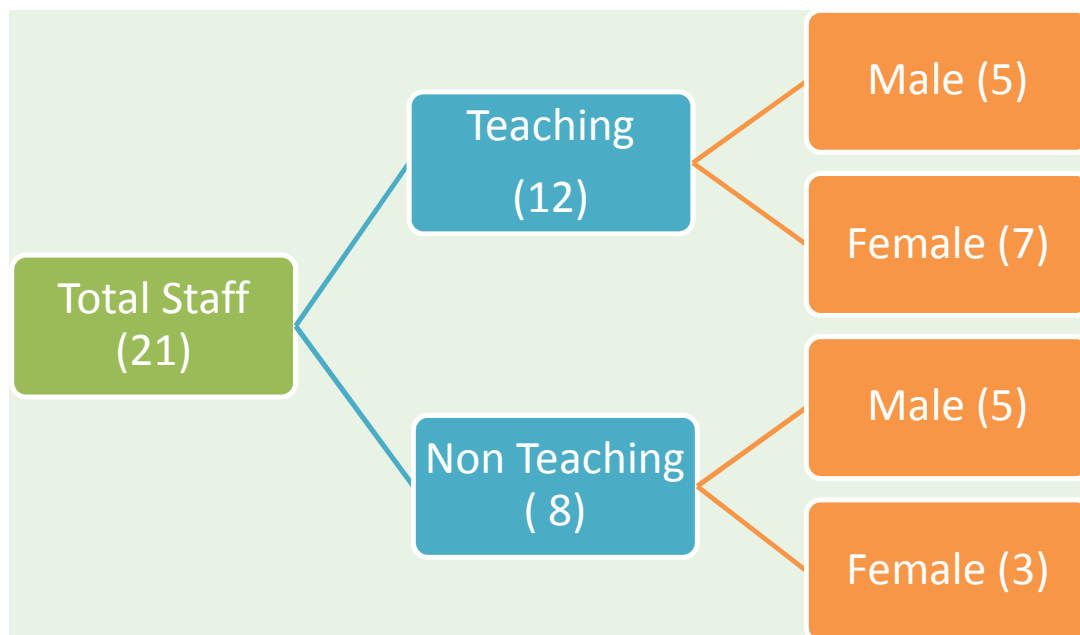 Total Staff
(21)
Teaching
(12)
Non Teaching
( 8)
Male (5)
Female (7)
Male (5)
Female (3)